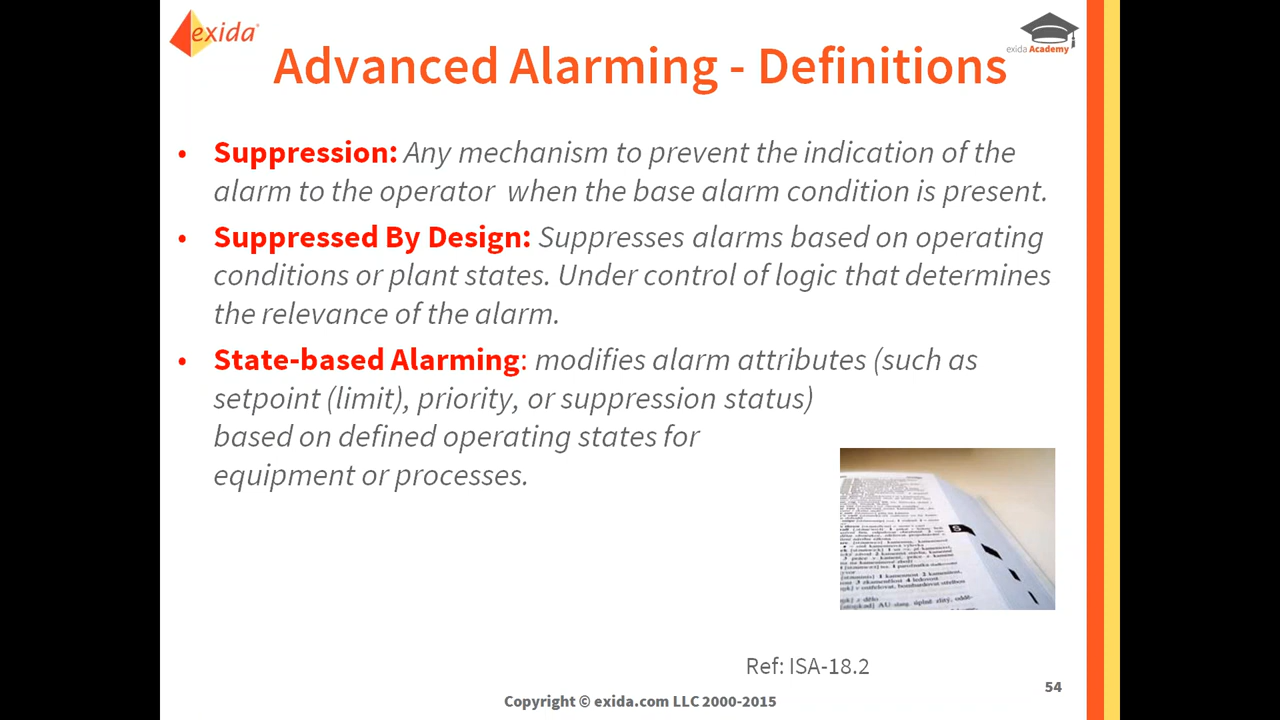 exida
exida Academy
Advanced Alarming - Definitions
• Suppression: Any mechanism to prevent the indication of the
alarm to the operator when the base alarm condition is present.
• Suppressed By Design: Suppresses alarms based on operating
conditions or plant states. Under control of logic that determines
the relevance of the alarm.
• State-based Alarming: modifies alarm attributes (such as
setpoint (limit), priority, or suppression status)
based on defined operating states for
equipment or processes.
S
Ref: ISA-18.2
54
Copyright © exida.com LLC 2000-2015